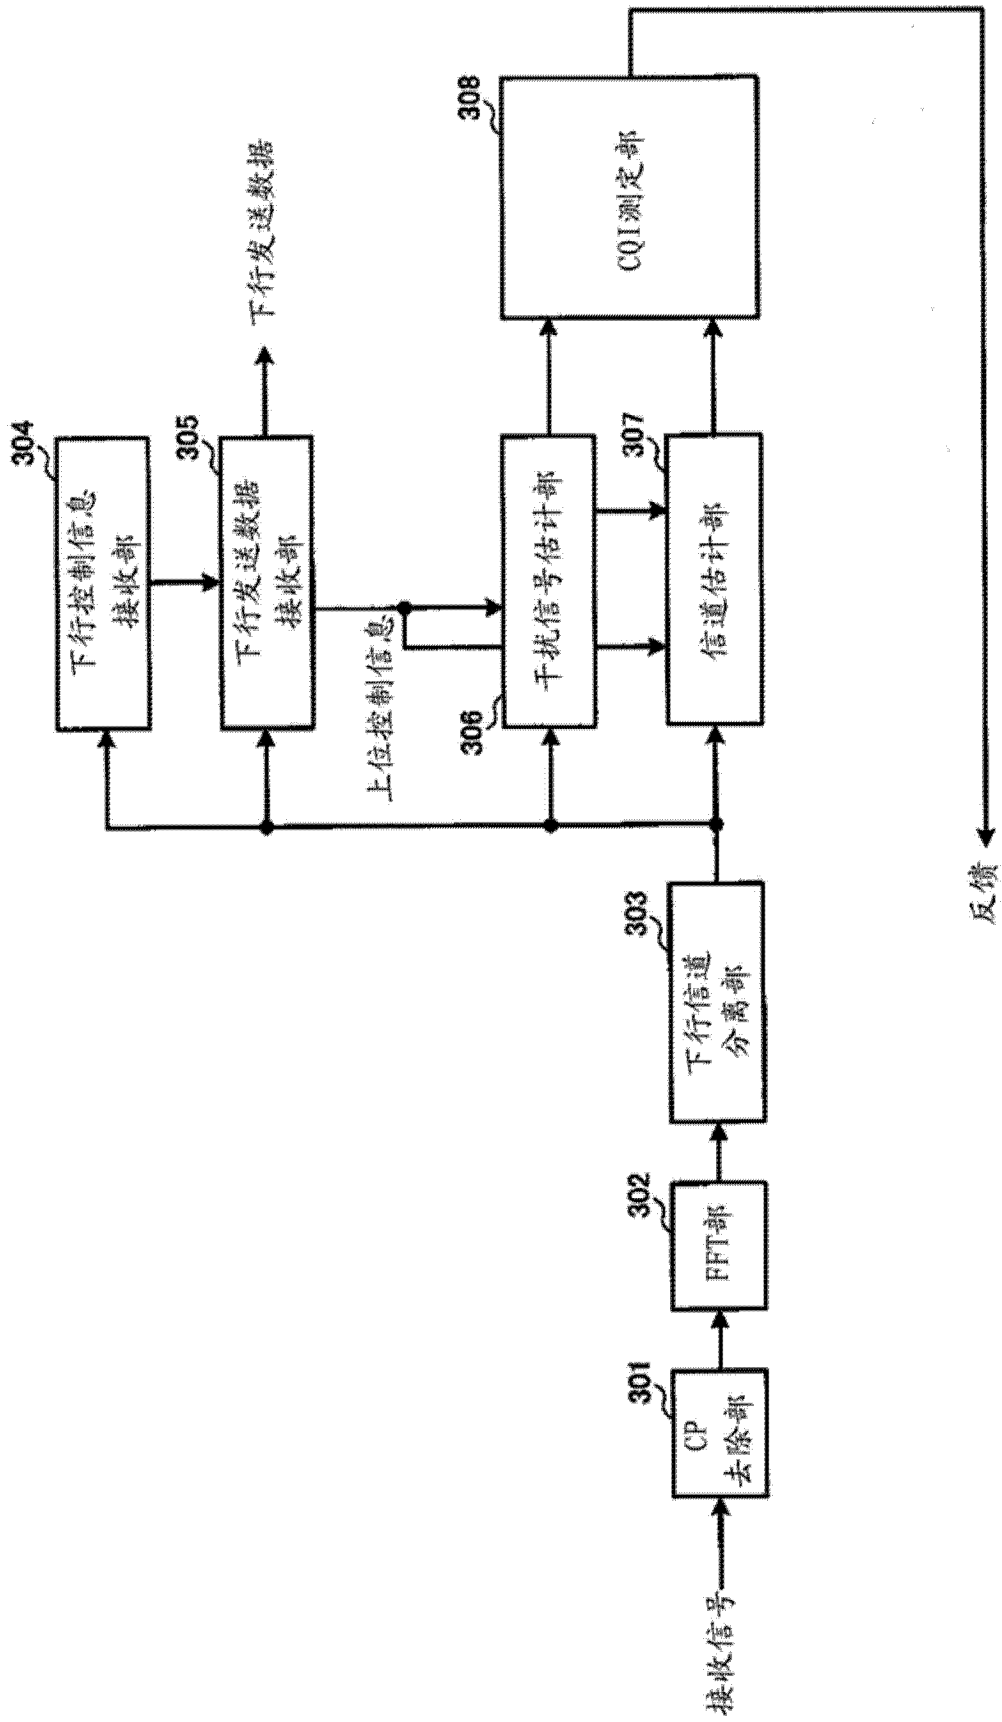 接收信号
301
CP
去除部
302
FFT部
303
下行信道
分离部
304
下行控制信息
接收部
305
下行发送数据
接收部
下行发送数据
上位控制信息
306
干扰信号估计部
307
信道估计部
308
CQI测定部
反馈